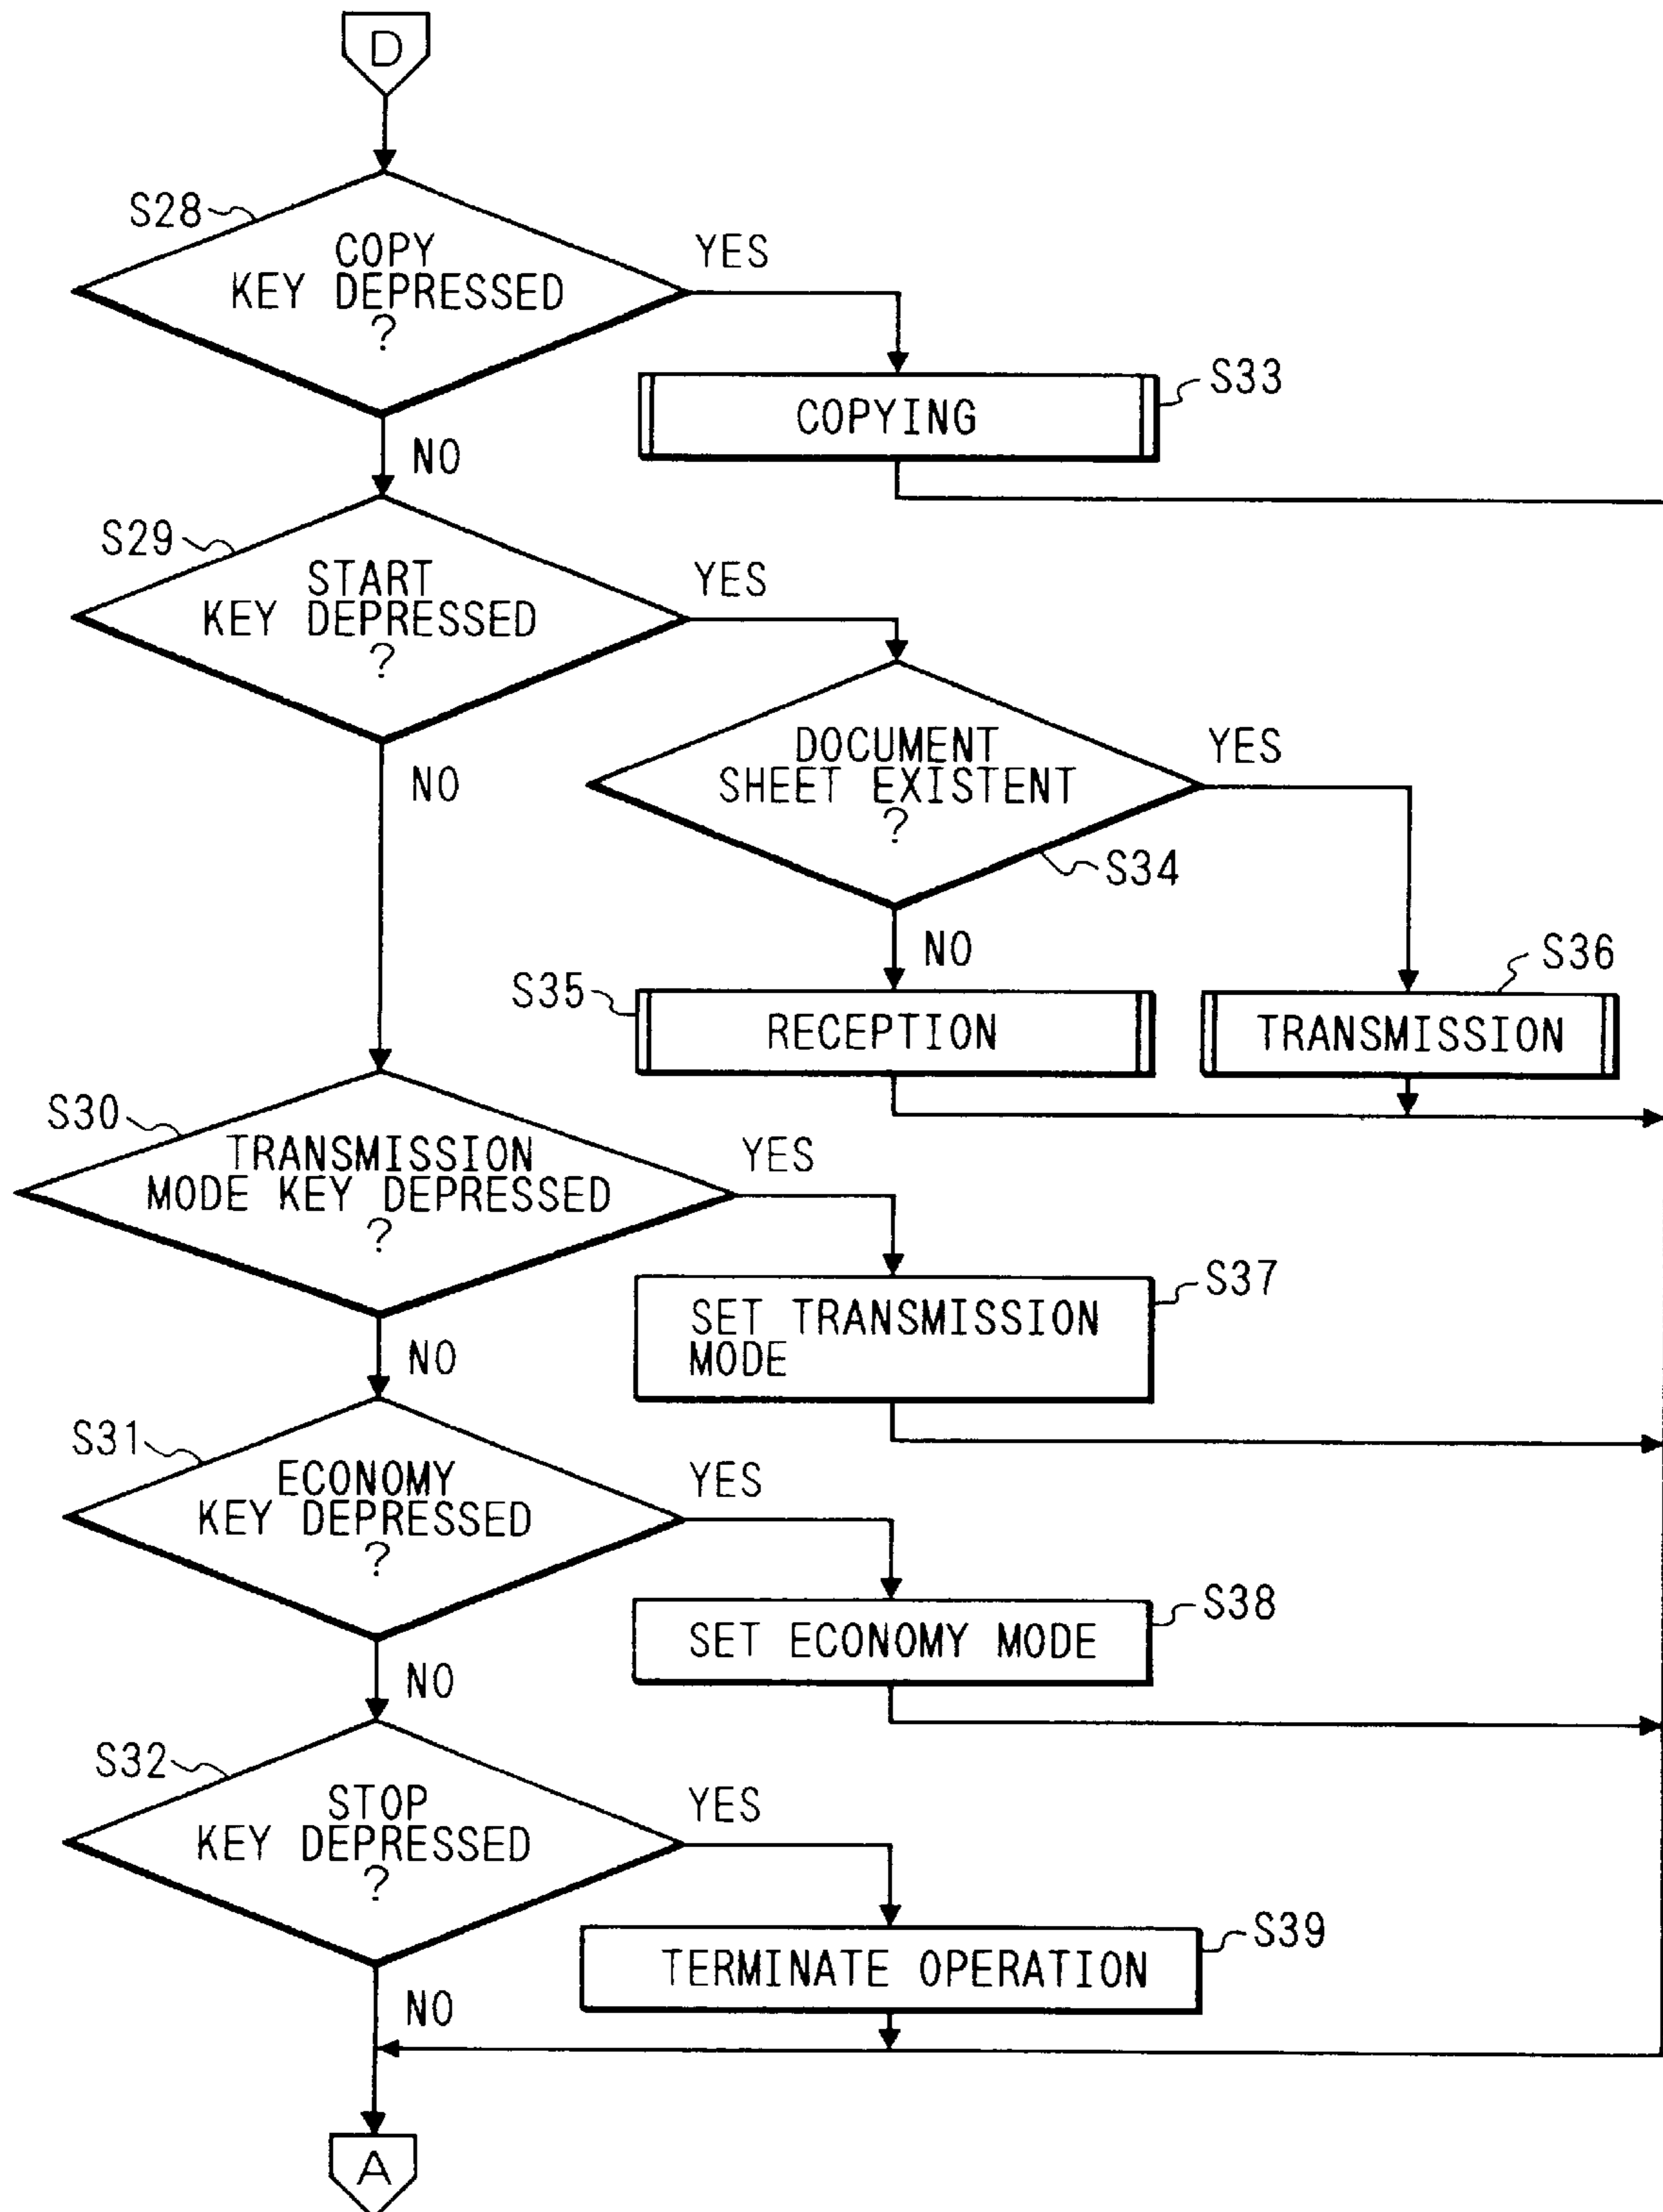 D
S28
COPY
KEY DEPRESSED
?
YES
NO
COPYING
S33
S29
START
KEY DEPRESSED
?
YES
NO
DOCUMENT
SHEET EXISTENT
?
YES
S34
NO
S35
RECEPTION
S36
TRANSMISSION
S30
TRANSMISSION
MODE KEY DEPRESSED
?
YES
NO
SET TRANSMISSION
MODE
S37
S31
ECONOMY
KEY DEPRESSED
?
YES
NO
SET ECONOMY MODE
S38
S32
STOP
KEY DEPRESSED
?
YES
NO
TERMINATE OPERATION
S39
A